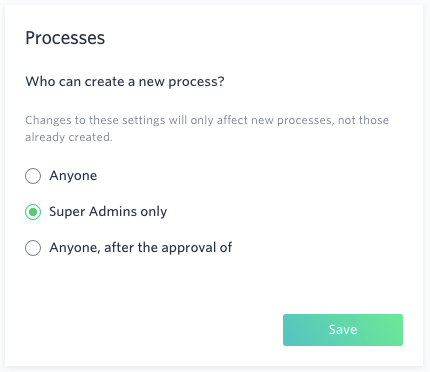 Processes
Who can create a new process?
Changes to these settings will only affect new processes, not those
already created.
Anyone
Super Admins only
Anyone, after the approval of
Save